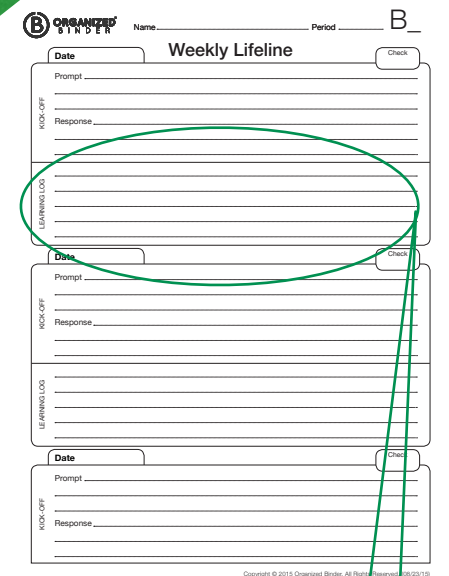 ORGANIZED BINDER
Name Period B_
Weekly Lifeline
Date Check
KICK-OFF
Prompt
Response
LEARNING LOG
Date Check
KICK-OFF
Prompt
Response
LEARNING LOG
Date Check
KICK-OFF
Prompt
Response
Copyright © 2015 Organized Binder. All Rights Reserved (08/23/15)